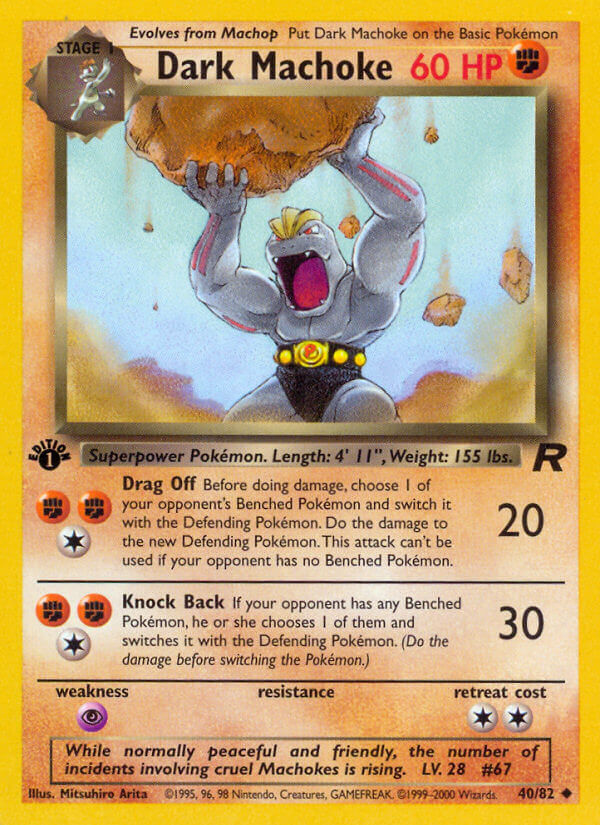 Evolves from Machop Put Dark Machoke on the Basic Pokémon
STAGE 1
Dark Machoke 60 HP
EDITION
1
Superpower Pokémon. Length: 4' 11", Weight: 155 lbs.
R
Drag Off Before doing damage, choose 1 of
your opponent's Benched Pokémon and switch it
with the Defending Pokémon. Do the damage to
the new Defending Pokémon. This attack can't be
used if your opponent has no Benched Pokémon.
20
Knock Back If your opponent has any Benched
Pokémon, he or she chooses 1 of them and
switches it with the Defending Pokémon. (Do the
damage before switching the Pokémon.)
30
weakness resistance retreat cost
While normally peaceful and friendly, the number of
incidents involving cruel Machokes is rising. LV. 28 #67
Illus. Mitsuhiro Arita ©1995, 96, 98 Nintendo, Creatures, GAMEFREAK. ©1999–2000 Wizards. 40/82